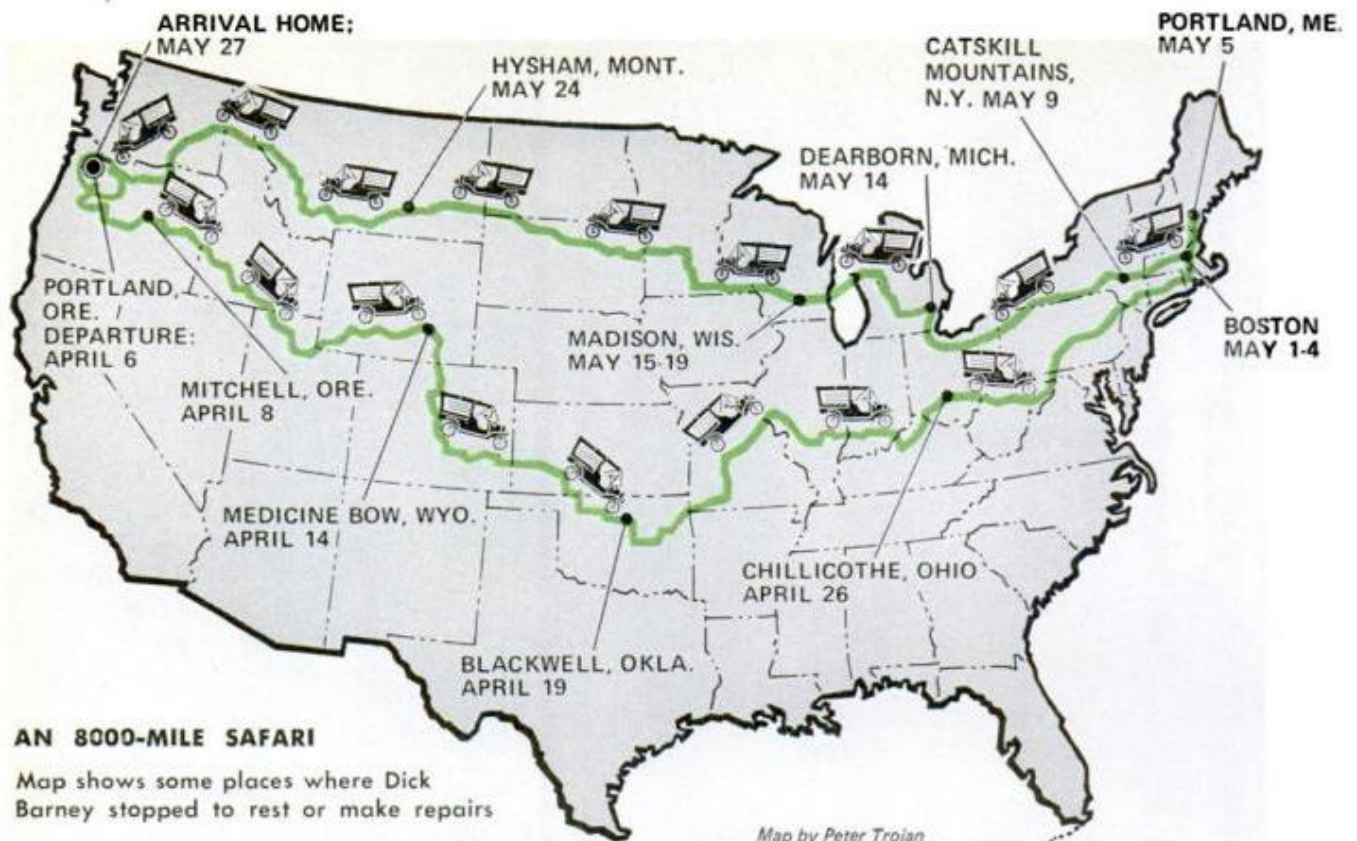 ARRIVAL HOME;
MAY 27
HYSHAM, MONT.
MAY 24
CATSKILL
MOUNTAINS,
N.Y. MAY 9
PORTLAND, ME.
MAY 5
DEARBORN, MICH.
MAY 14
PORTLAND,
ORE.
DEPARTURE:
APRIL 6
MITCHELL, ORE.
APRIL 8
MADISON, WIS.
MAY 15-19
BOSTON
MAY 1-4
MEDICINE BOW, WYO.
APRIL 14
CHILLICOTHE, OHIO
APRIL 26
BLACKWELL, OKLA.
APRIL 19
AN 8000-MILE SAFARI
Map shows some places where Dick
Barney stopped to rest or make repairs
Map by Peter Trojan